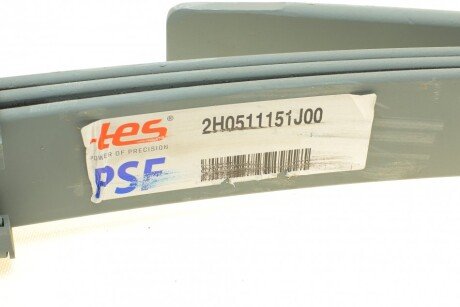 -tes®
2H0511151J00
POWER OF PRECISION
PSF